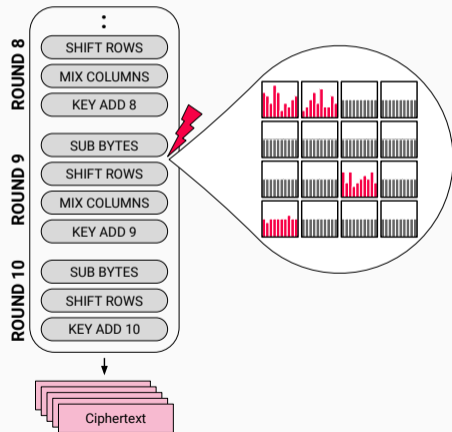 ROUND 8
SHIFT ROWS
MIX COLUMNS
KEY ADD 8
ROUND 9
SUB BYTES
SHIFT ROWS
MIX COLUMNS
KEY ADD 9
ROUND 10
SUB BYTES
SHIFT ROWS
KEY ADD 10
Ciphertext